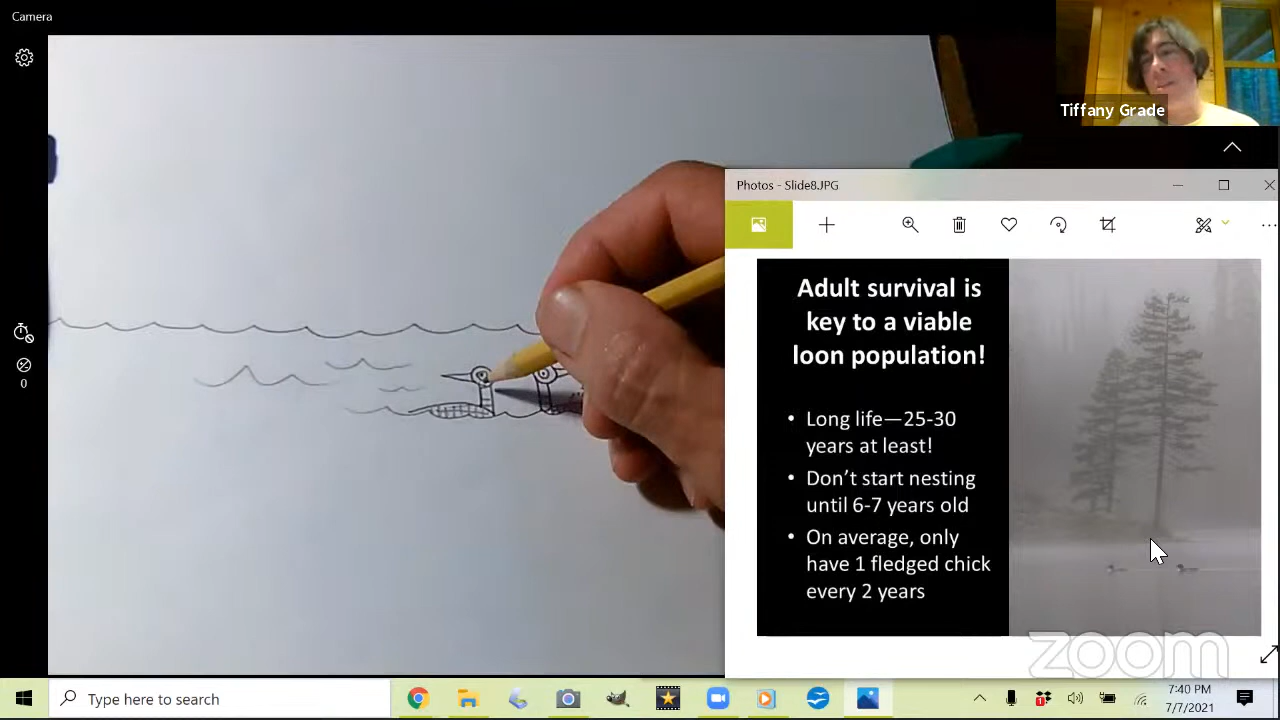 Camera
Tiffany Grade
Photos - Slide8.JPG
Adult survival is
key to a viable
loon population!
• Long life—25-30
years at least!
• Don't start nesting
until 6-7 years old
• On average, only
have 1 fledged chick
every 2 years
0
zoom
Type here to search
1
7:40 PM
7/7/2021